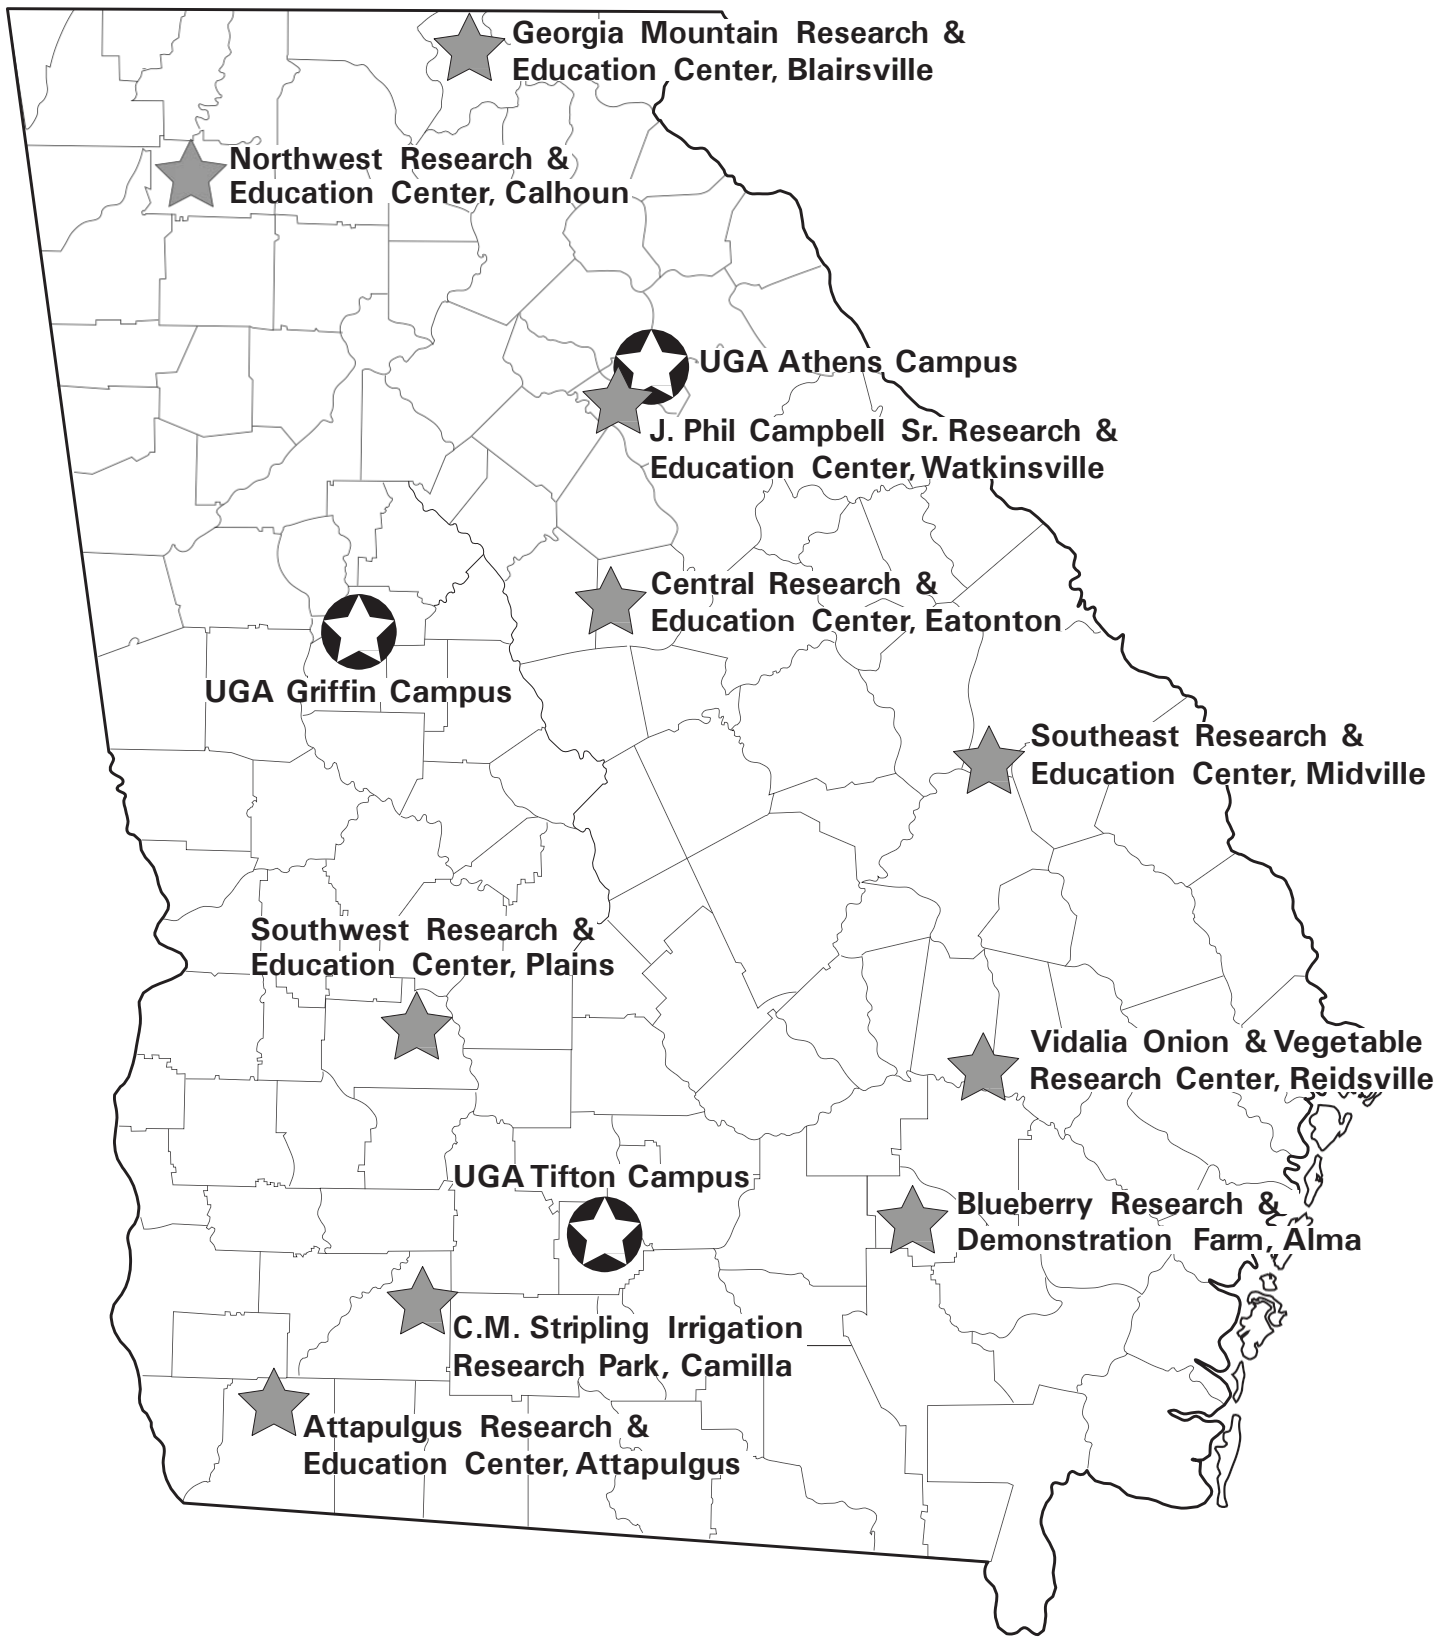 Georgia Mountain Research &
Education Center, Blairsville
Northwest Research &
Education Center, Calhoun
UGA Athens Campus
J. Phil Campbell Sr. Research &
Education Center, Watkinsville
Central Research &
Education Center, Eatonton
UGA Griffin Campus
Southeast Research &
Education Center, Midville
Southwest Research &
Education Center, Plains
Vidalia Onion & Vegetable
Research Center, Reidsville
UGA Tifton Campus
Blueberry Research &
Demonstration Farm, Alma
C.M. Stripling Irrigation
Research Park, Camilla
Attapulgus Research &
Education Center, Attapulgus